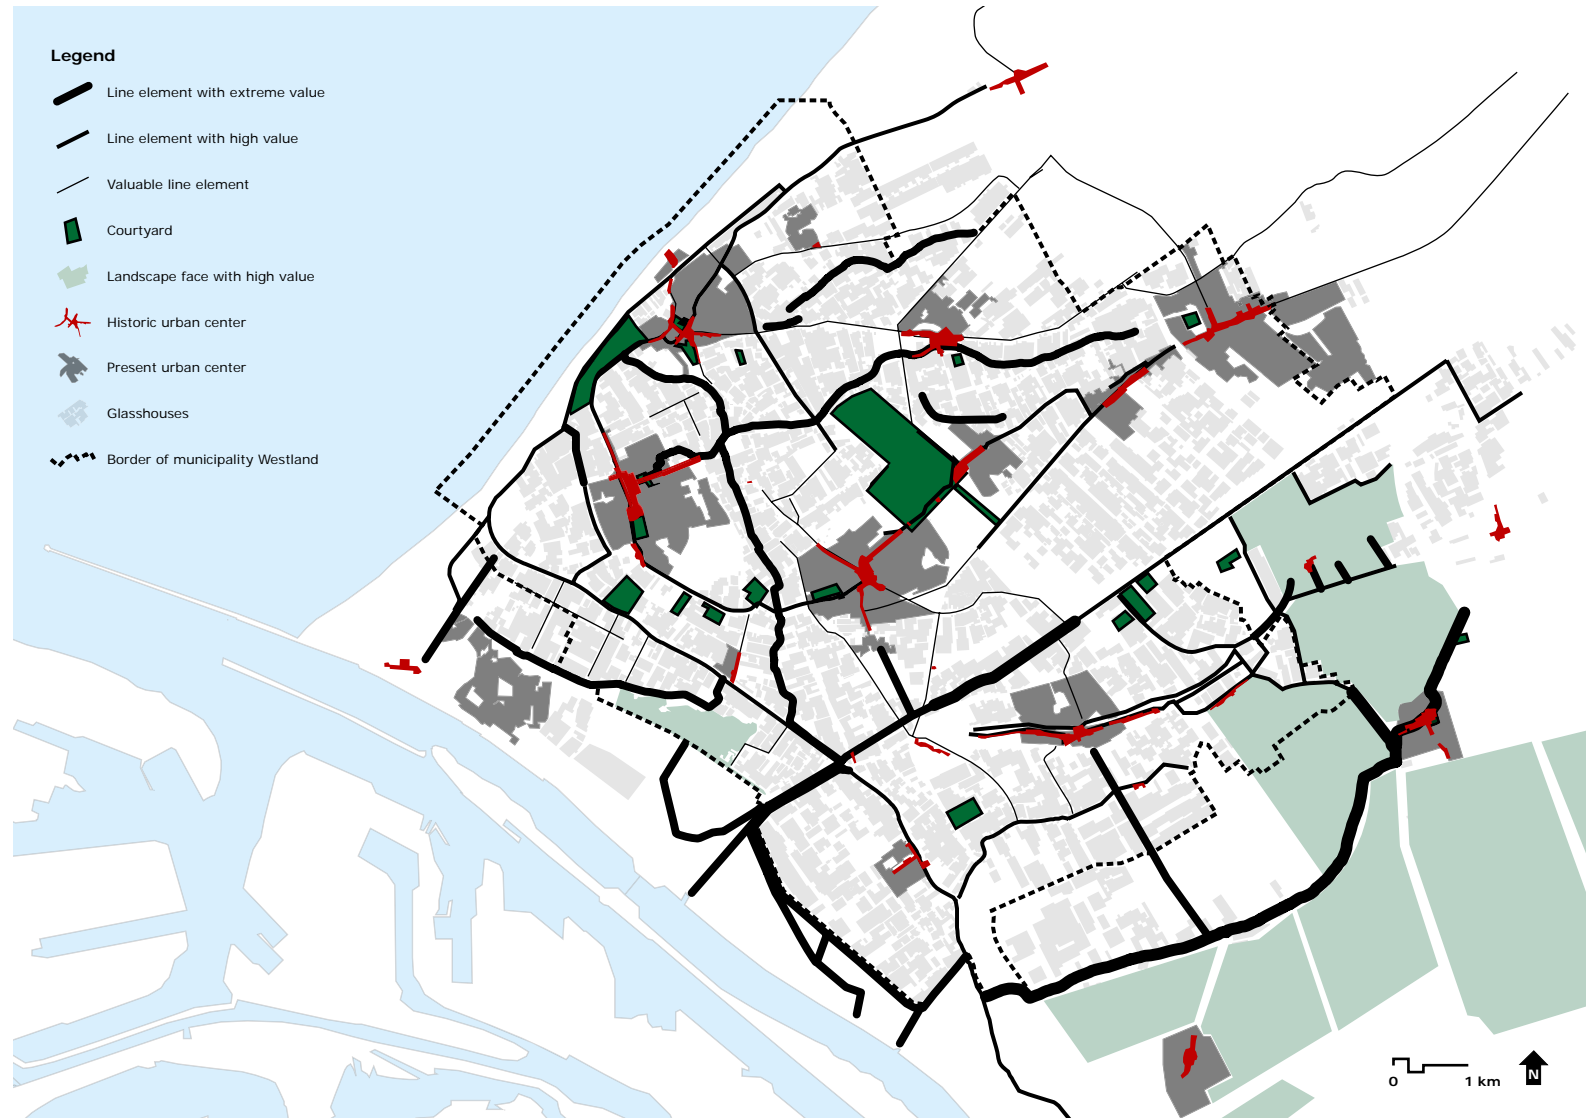 Legend
Line element with extreme value
Line element with high value
Valuable line element
Courtyard
Landscape face with high value
Historic urban center
Present urban center
Glasshouses
Border of municipality Westland
0 1 km N